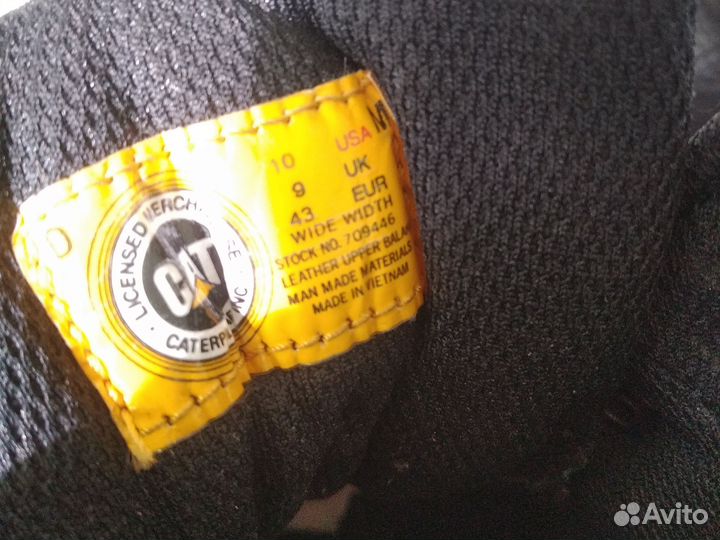 10 USA
9 UK
43 EUR
WIDE WIDTH
STOCK NO. 709446
LEATHER UPPER
MAN MADE MATERIALS
MADE IN VIETNAM
LICENSED
CAT
Avito